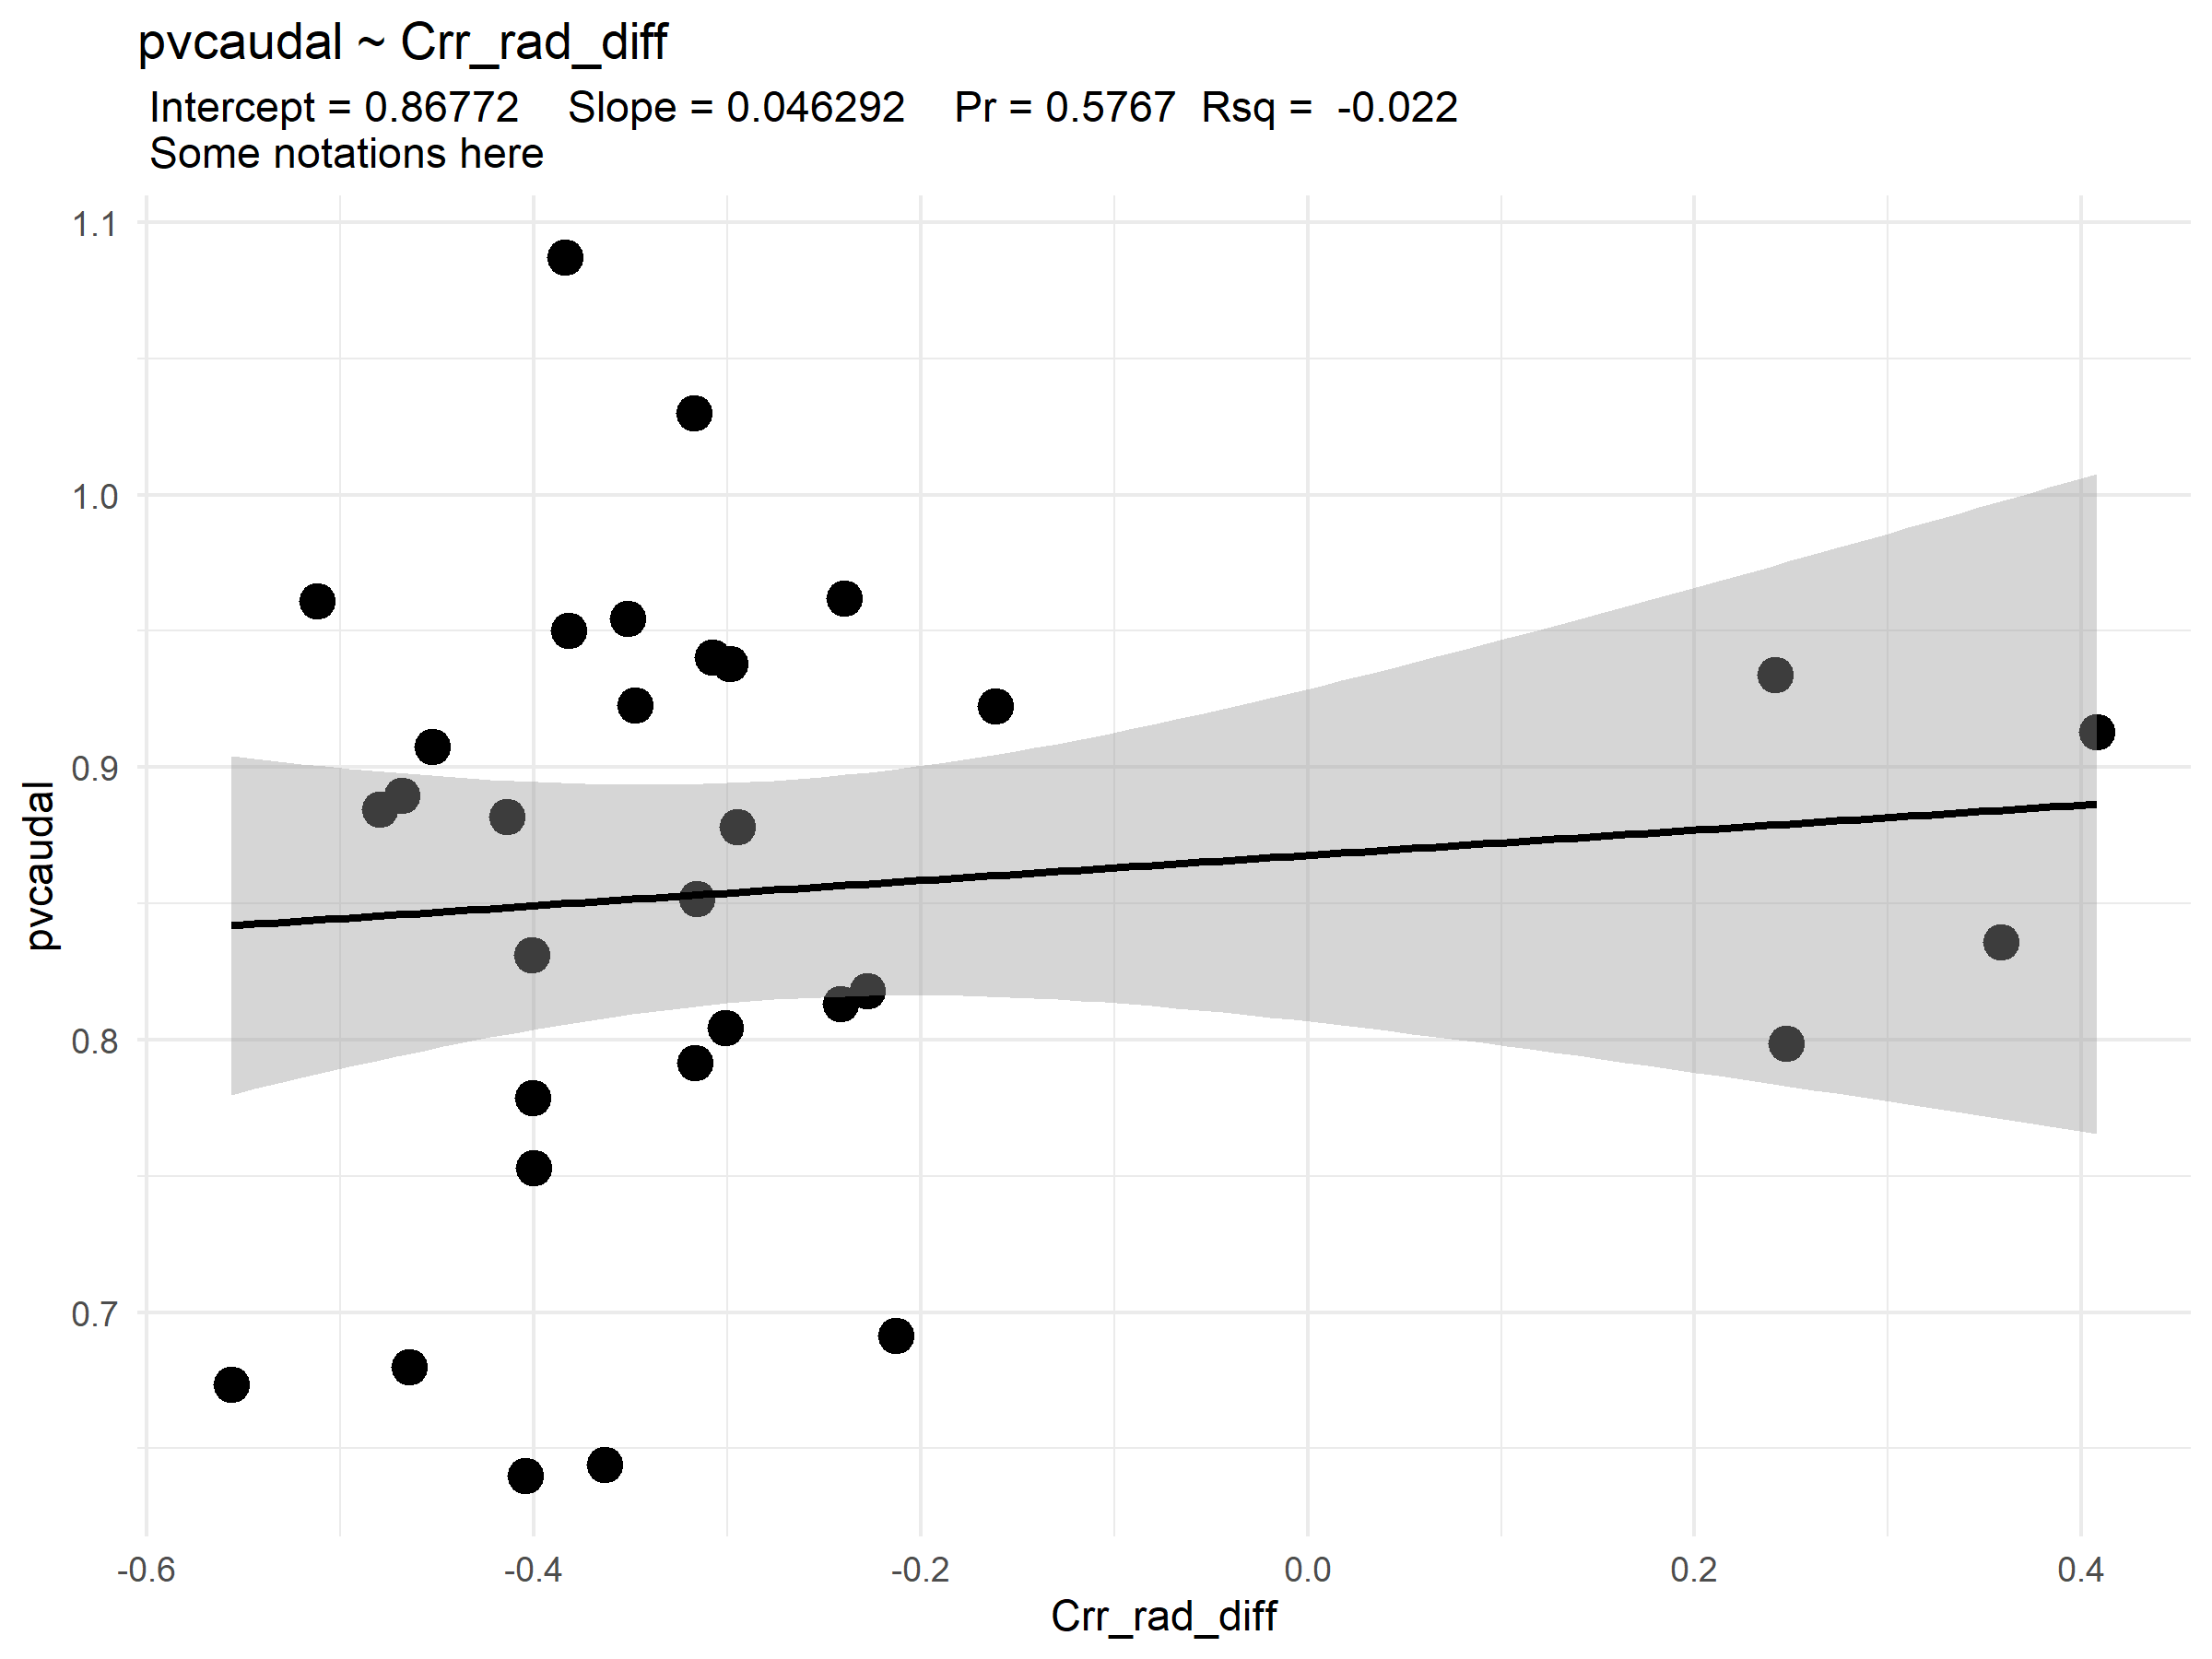 pvcaudal ~ Crr_rad_diff
Intercept = 0.86772 Slope = 0.046292 Pr = 0.5767 Rsq = -0.022
Some notations here
1.1
1.0
0.9
0.8
0.7
pvcaudal
-0.6 -0.4 -0.2 0.0 0.2 0.4
Crr_rad_diff